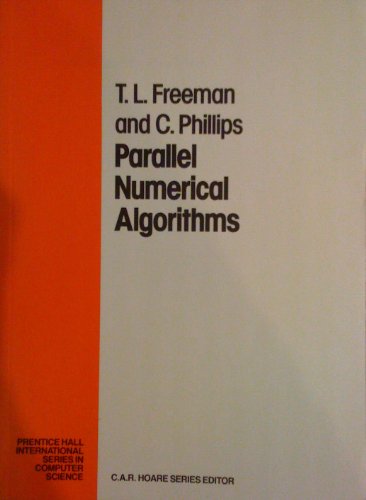 T. L. Freeman
and C. Phillips
Parallel
Numerical
Algorithms
PRENTICE HALL
INTERNATIONAL
SERIES IN
COMPUTER
SCIENCE
C.A.R. HOARE SERIES EDITOR